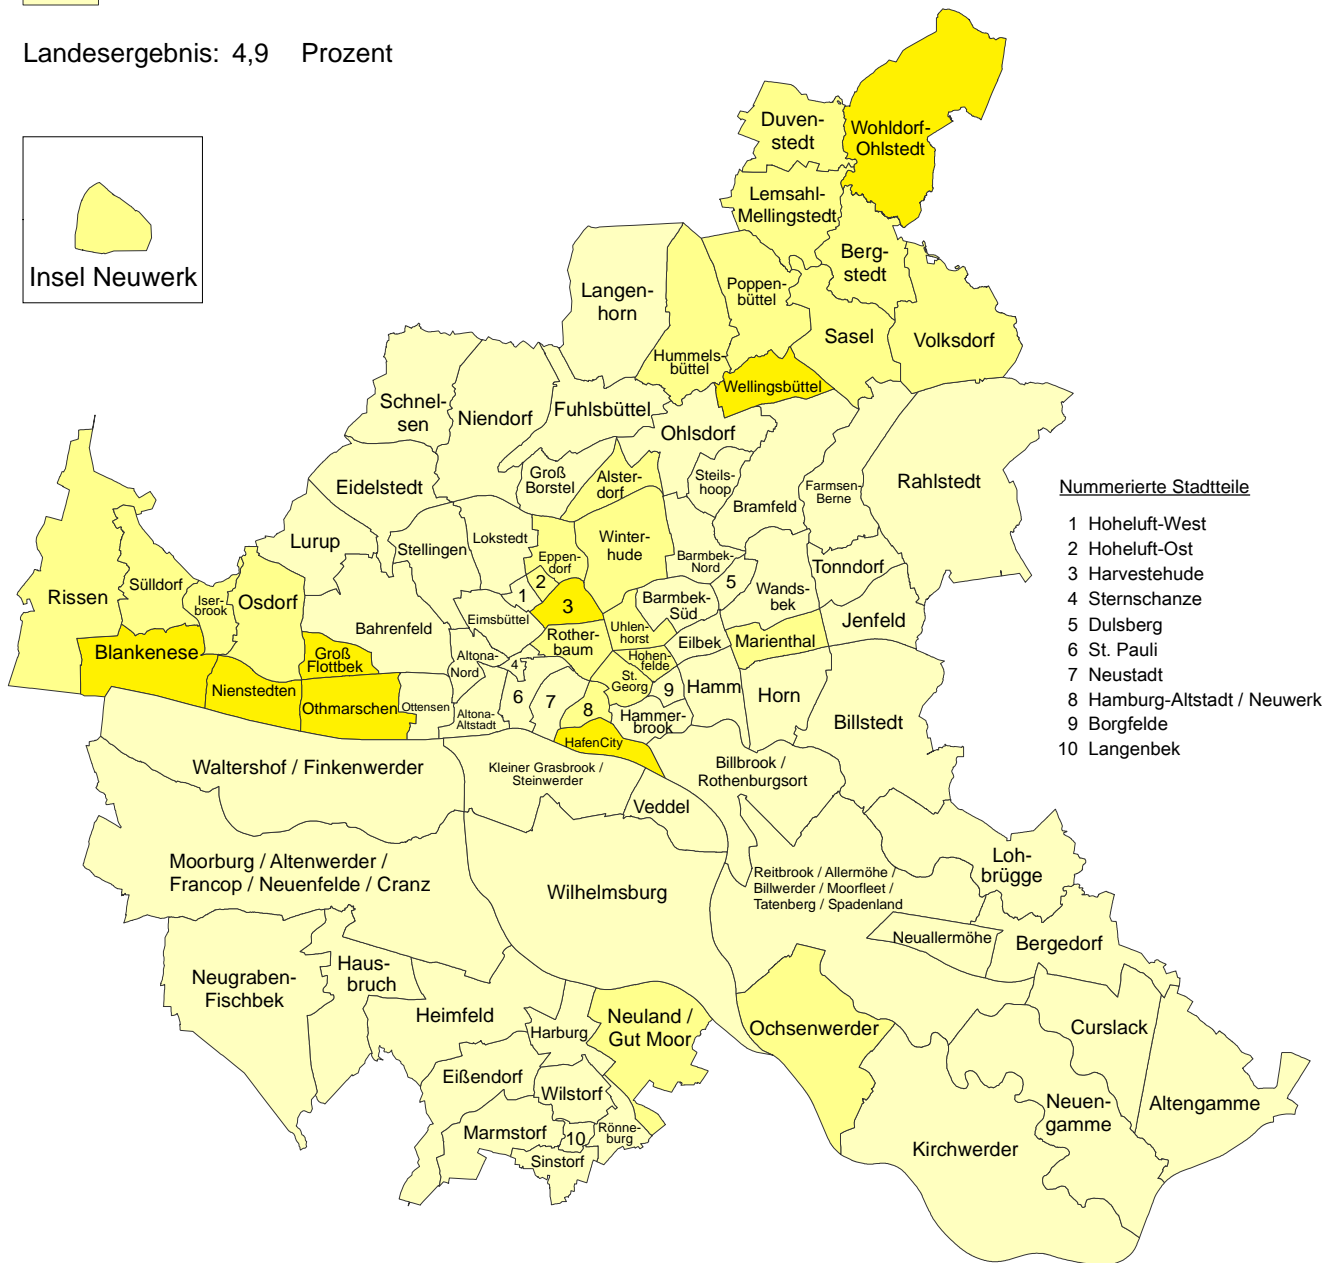 Landesergebnis: 4,9 Prozent
Insel Neuwerk
Duven-
stedt
Wohldorf-
Ohlstedt
Lemsahl-
Mellingstedt
Berg-
stedt
Langen-
horn
Poppen-
büttel
Hummels-
büttel
Sasel
Volksdorf
Wellingsbüttel
Schnel-
sen
Niendorf
Fuhlsbüttel
Ohlsdorf
Eidelstedt
Groß
Borstel
Alster-
dorf
Steils-
hoop
Bramfeld
Farmsen-
Berne
Rahlstedt
Lurup
Stellingen
Lokstedt
Eppen-
dorf
Winter-
hude
Barmbek-
Nord
5
Wands-
bek
Tonndorf
Rissen
Sülldorf
Iser-
brook
Osdorf
Bahrenfeld
1
2
3
Eimsbüttel
Barmbek-
Süd
Jenfeld
Blankenese
Groß
Flottbek
Nienstedten
Othmarschen
Ottensen
Altona-
Nord
4
Altona-
Altstadt
Rother-
baum
Uhlen-
horst
Hohen-
felde
St.
Georg
Eilbek
Marienthal
6
7
8
9
Hamm
Horn
Billstedt
Hammer-
brook
HafenCity
Waltershof / Finkenwerder
Kleiner Grasbrook /
Steinwerder
Billbrook /
Rothenburgsort
Veddel
Moorburg / Altenwerder /
Francop / Neuenfelde / Cranz
Wilhelmsburg
Reitbrook / Allermöhe /
Billwerder / Moorfleet /
Tatenberg / Spadenland
Loh-
brügge
Neuallermöhe
Bergedorf
Neugraben-
Fischbek
Haus-
bruch
Heimfeld
Harburg
Neuland /
Gut Moor
Ochsenwerder
Curslack
Eißendorf
Wilstorf
Neuen-
gamme
Altengamme
Marmstorf
10
Rönne-
burg
Sinstorf
Kirchwerder
Nummerierte Stadtteile
1 Hoheluft-West
2 Hoheluft-Ost
3 Harvestehude
4 Sternschanze
5 Dulsberg
6 St. Pauli
7 Neustadt
8 Hamburg-Altstadt / Neuwerk
9 Borgfelde
10 Langenbek